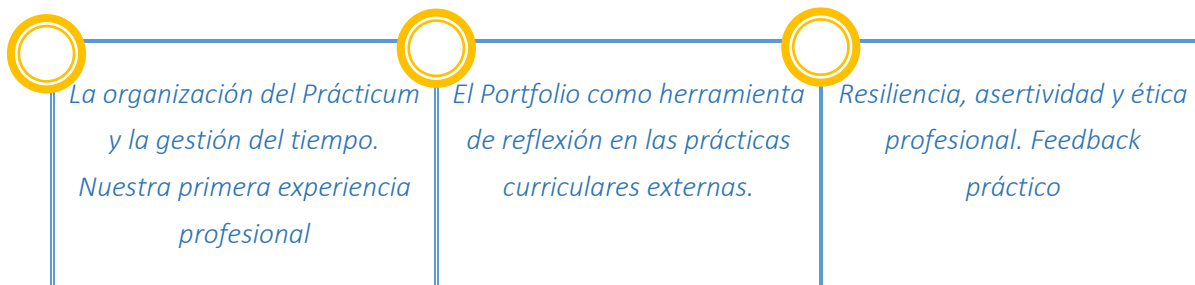 La organización del Prácticum
y la gestión del tiempo.
Nuestra primera experiencia
profesional
El Portfolio como herramienta
de reflexión en las prácticas
curriculares externas.
Resiliencia, asertividad y ética
profesional. Feedback
práctico